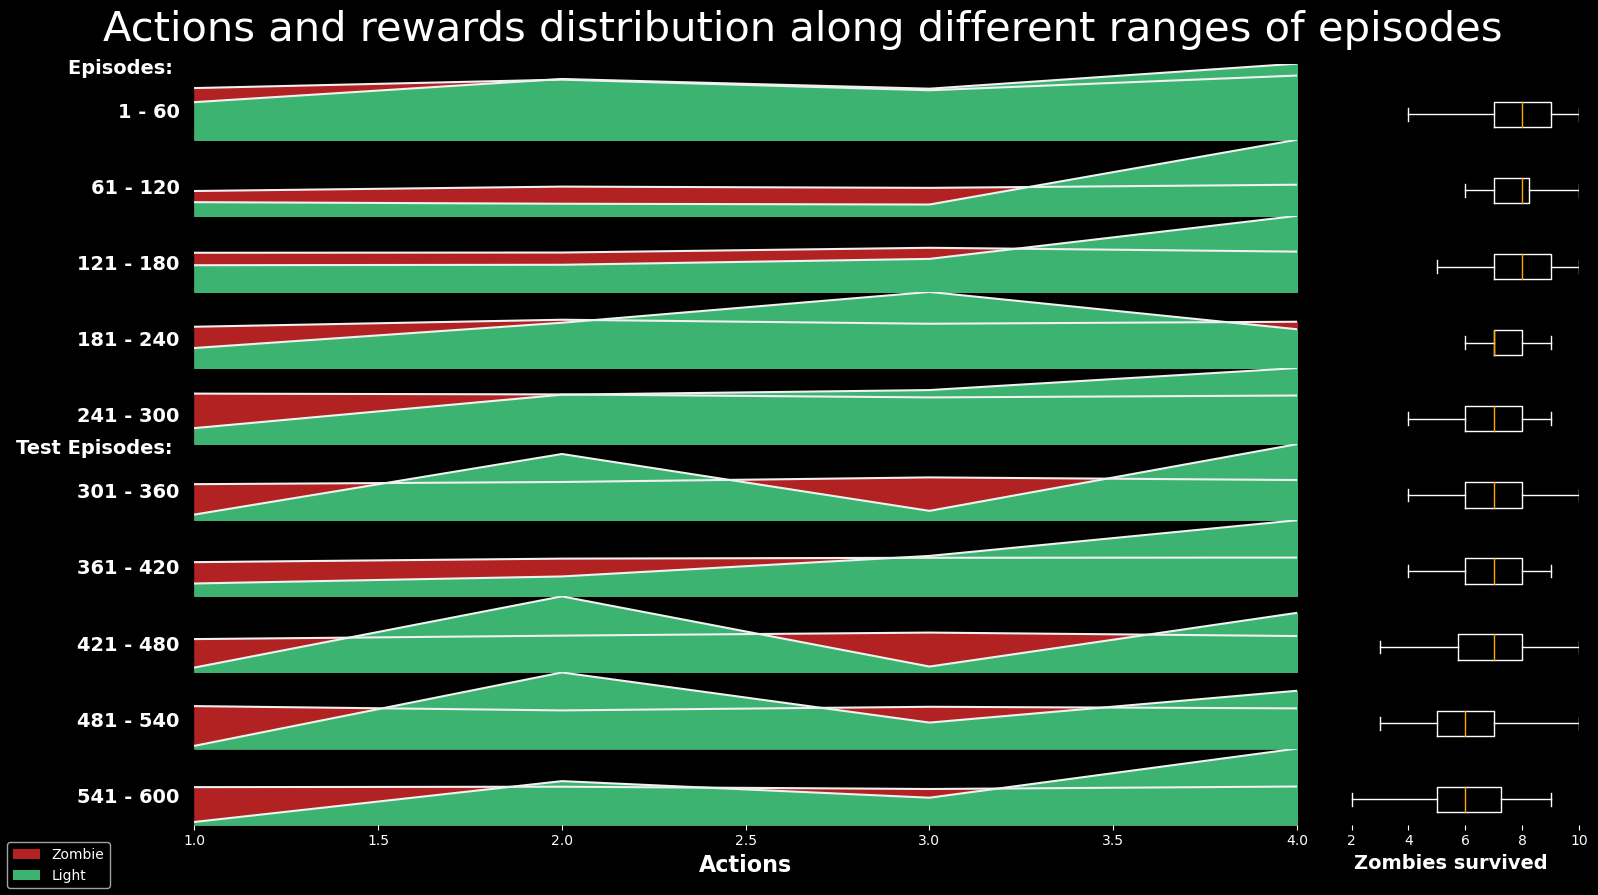 Actions and rewards distribution along different ranges of episodes
Episodes:
1 - 60
61 - 120
121 - 180
181 - 240
241 - 300
Test Episodes:
301 - 360
361 - 420
421 - 480
481 - 540
541 - 600
1.0 1.5 2.0 2.5 3.0 3.5 4.0
Actions
2 4 6 8 10
Zombies survived
Zombie
Light